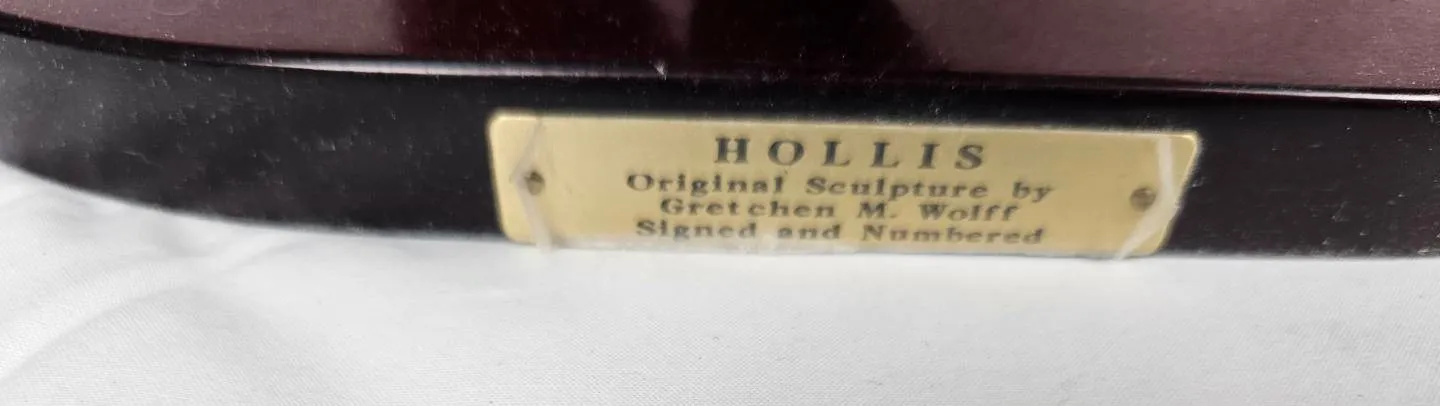 HOLLIS
Original Sculpture by
Gretchen M. Wolff
Signed and Numbered